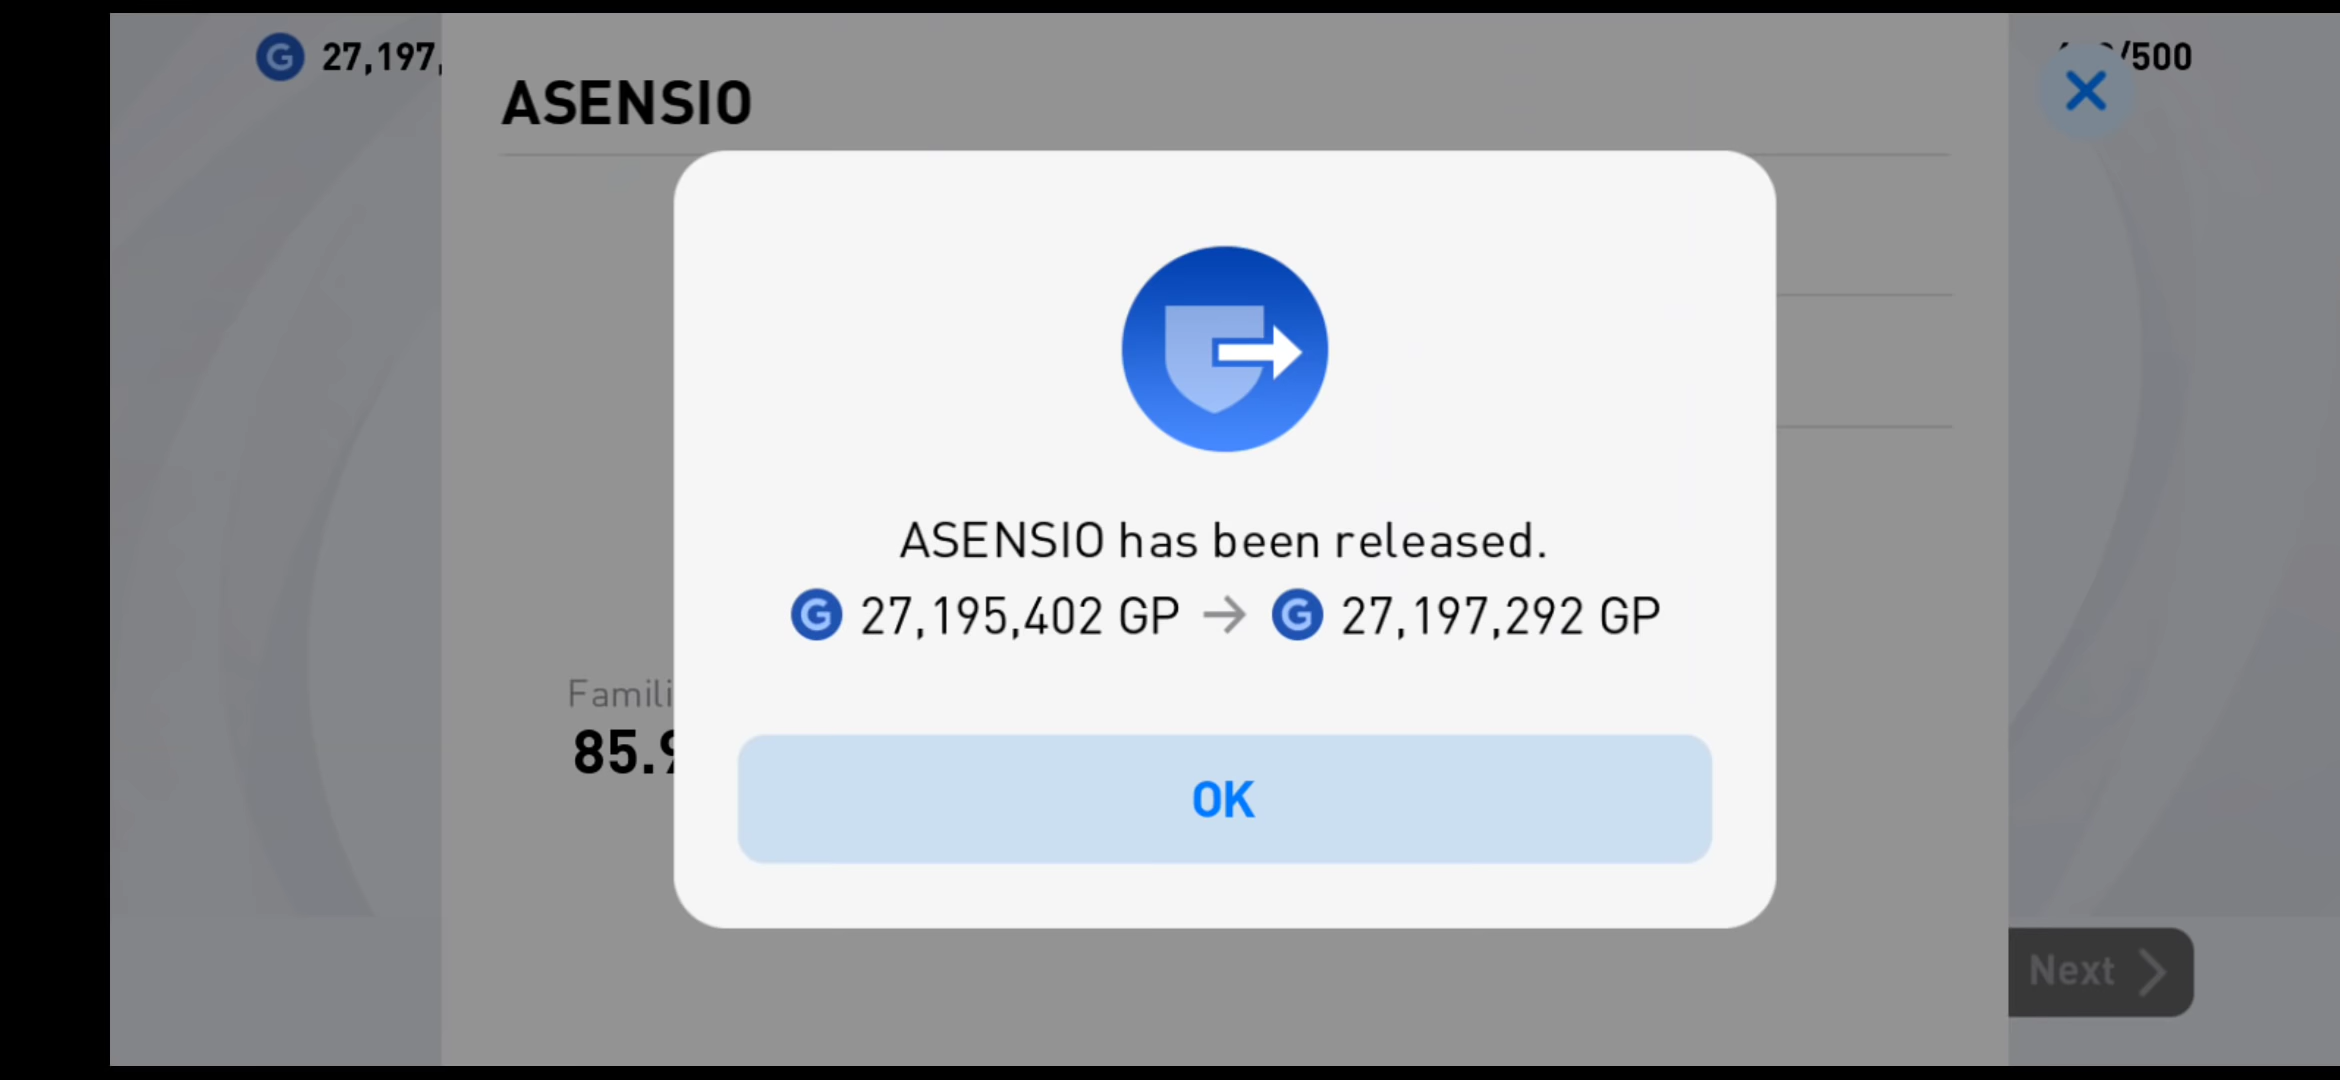 27,197,
/500
ASENSIO
ASENSIO has been released.
G 27,195,402 GP → G 27,197,292 GP
Famili
85.9
OK
Next